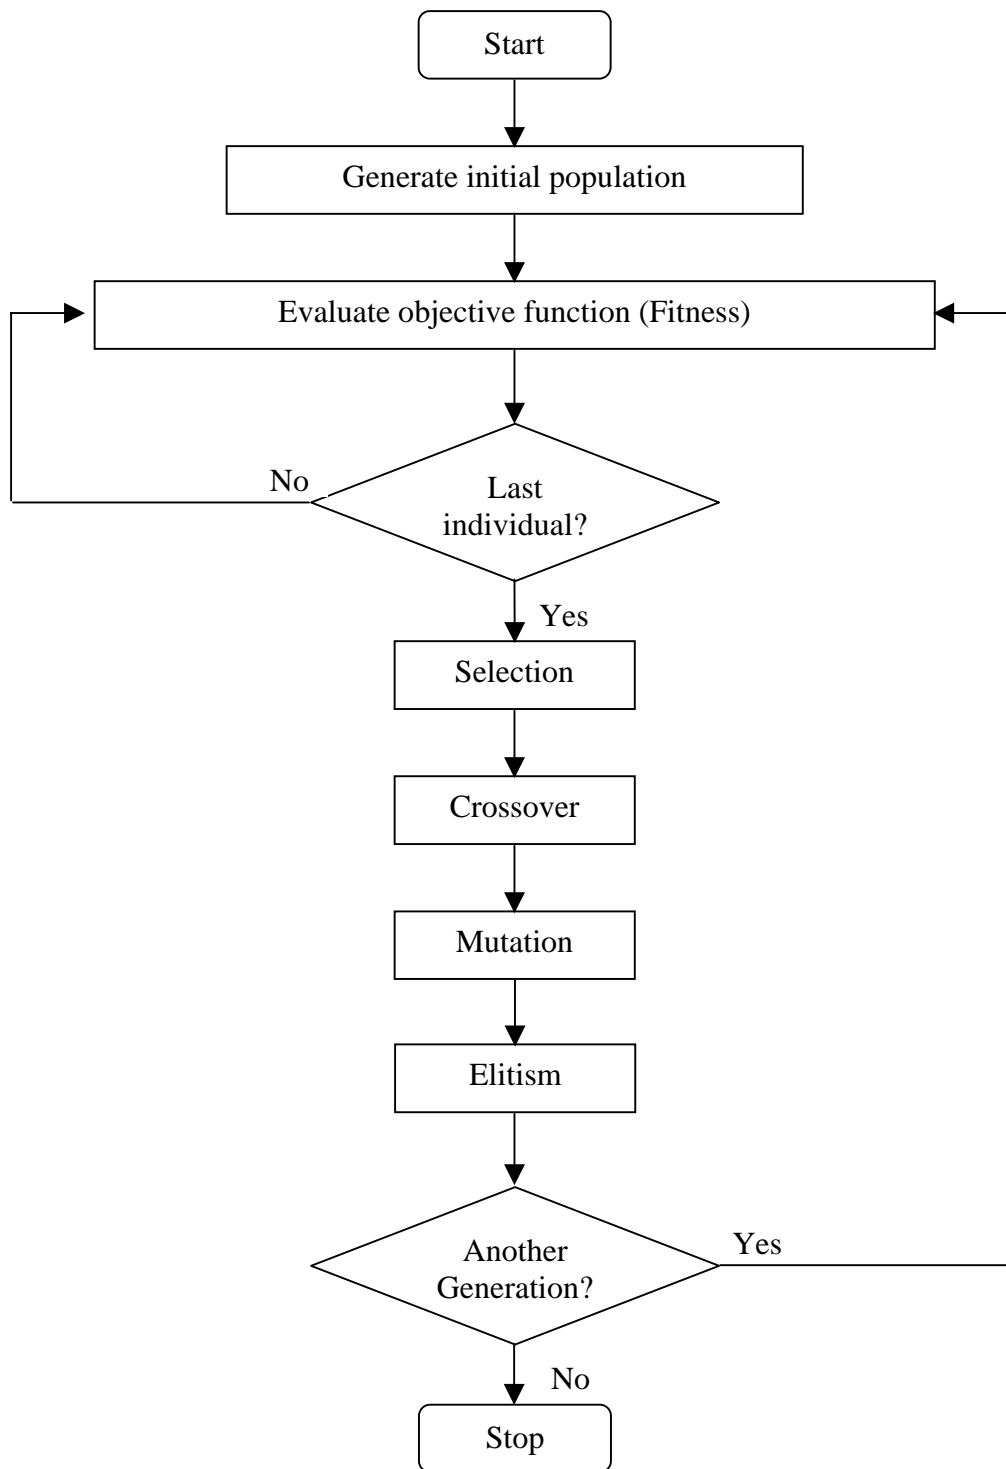 Start
Generate initial population
Evaluate objective function (Fitness)
No
Last
individual?
Yes
Selection
Crossover
Mutation
Elitism
Another
Generation?
Yes
No
Stop